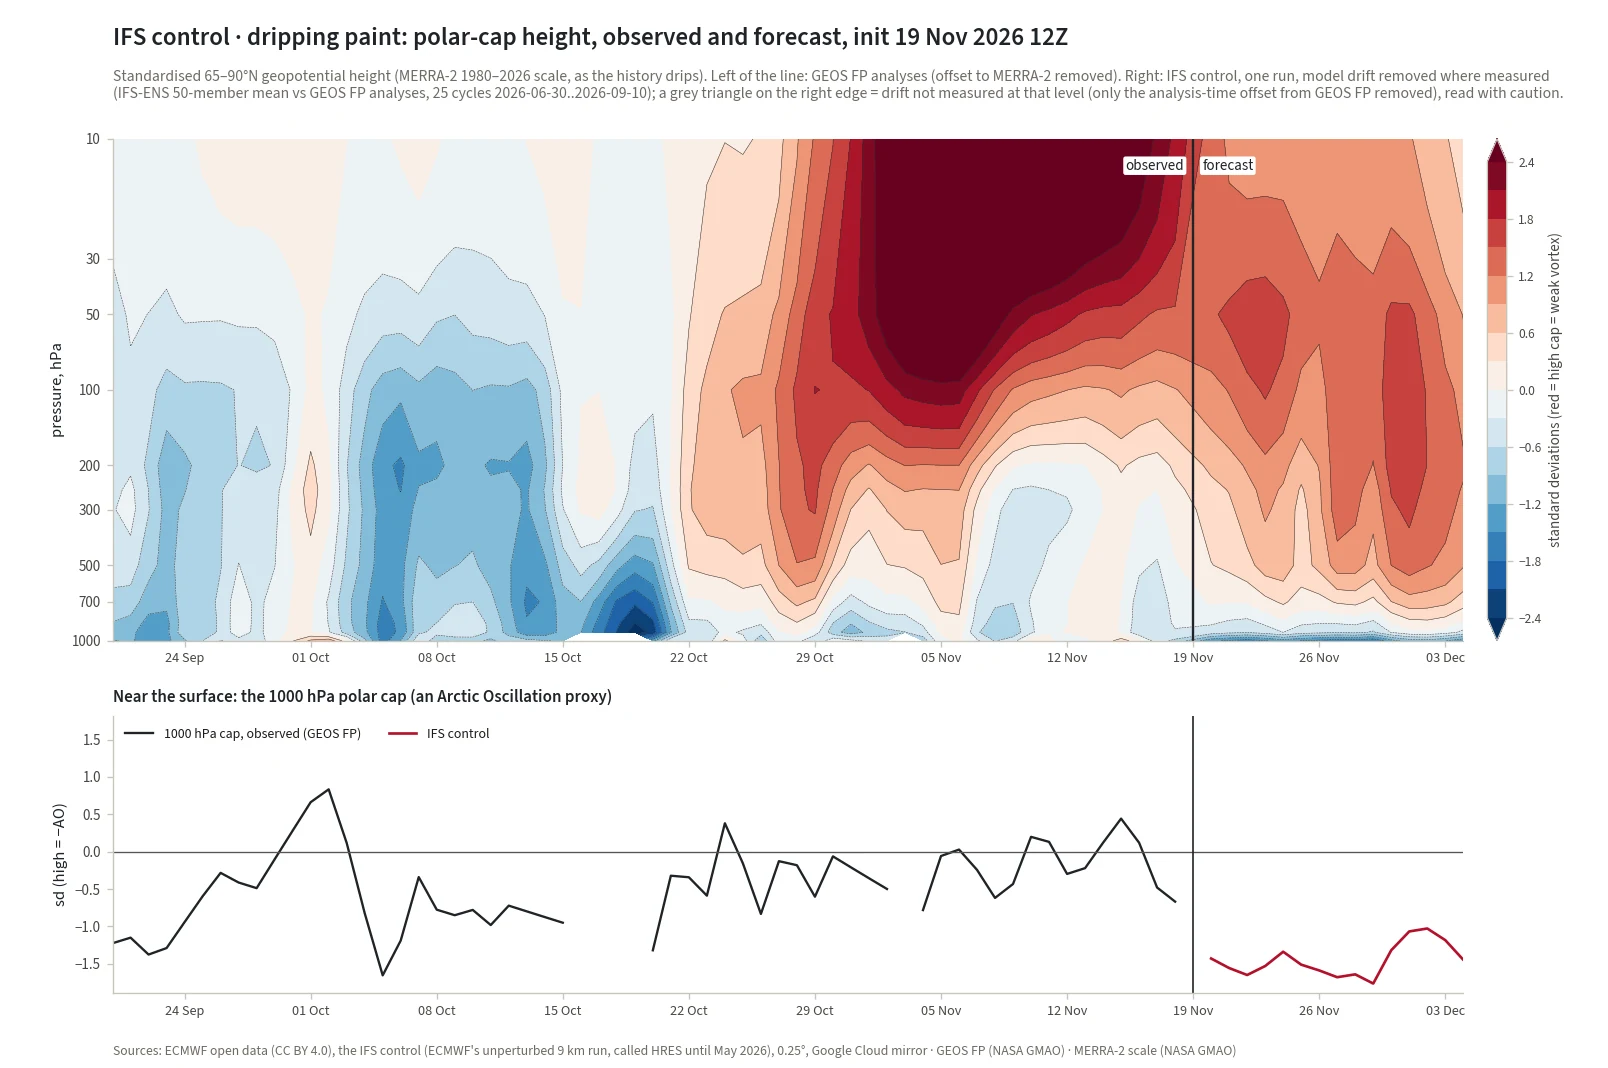 IFS control · dripping paint: polar-cap height, observed and forecast, init 19 Nov 2026 12Z
Standardised 65–90°N geopotential height (MERRA-2 1980–2026 scale, as the history drips). Left of the line: GEOS FP analyses (offset to MERRA-2 removed). Right: IFS control, one run, model drift removed where measured
(IFS-ENS 50-member mean vs GEOS FP analyses, 25 cycles 2026-06-30..2026-09-10); a grey triangle on the right edge = drift not measured at that level (only the analysis-time offset from GEOS FP removed), read with caution.
pressure, hPa
10
30
50
100
200
300
500
700
1000
observed
forecast
24 Sep
01 Oct
08 Oct
15 Oct
22 Oct
29 Oct
05 Nov
12 Nov
19 Nov
26 Nov
03 Dec
2.4
1.8
1.2
0.6
0.0
−0.6
−1.2
−1.8
−2.4
standard deviations (red = high cap = weak vortex)
Near the surface: the 1000 hPa polar cap (an Arctic Oscillation proxy)
1000 hPa cap, observed (GEOS FP)
IFS control
sd (high = −AO)
1.5
1.0
0.5
0.0
−0.5
−1.0
−1.5
24 Sep
01 Oct
08 Oct
15 Oct
22 Oct
29 Oct
05 Nov
12 Nov
19 Nov
26 Nov
03 Dec
Sources: ECMWF open data (CC BY 4.0), the IFS control (ECMWF's unperturbed 9 km run, called HRES until May 2026), 0.25°, Google Cloud mirror · GEOS FP (NASA GMAO) · MERRA-2 scale (NASA GMAO)